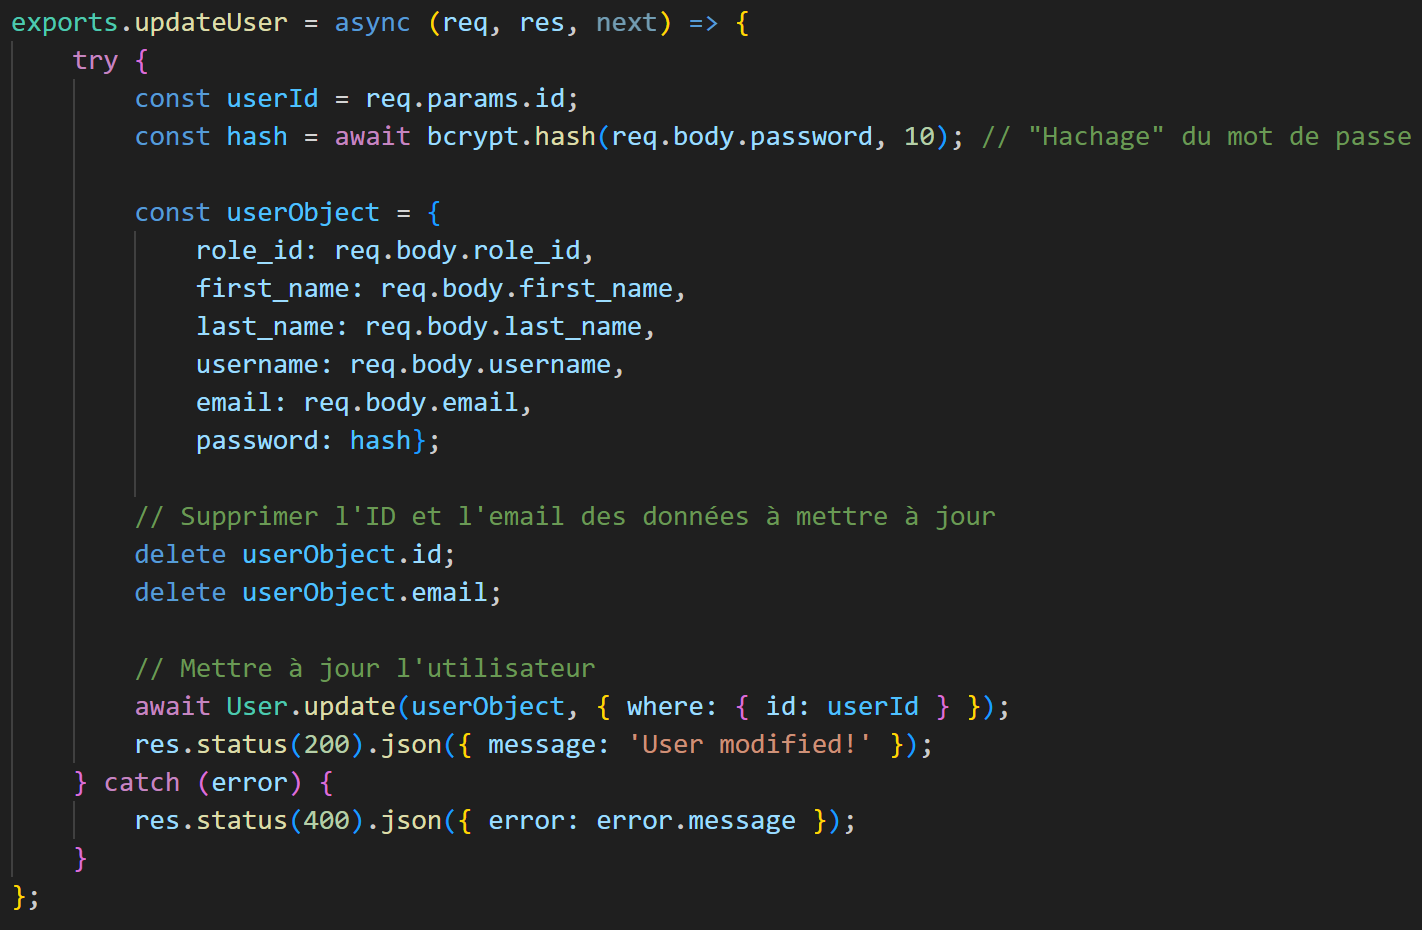 exports.updateUser = async (req, res, next) => {
try {
const userId = req.params.id;
const hash = await bcrypt.hash(req.body.password, 10); // "Hachage" du mot de passe
const userObject = {
role_id: req.body.role_id,
first_name: req.body.first_name,
last_name: req.body.last_name,
username: req.body.username,
email: req.body.email,
password: hash};
// Supprimer l'ID et l'email des données à mettre à jour
delete userObject.id;
delete userObject.email;
// Mettre à jour l'utilisateur
await User.update(userObject, { where: { id: userId } });
res.status(200).json({ message: 'User modified!' });
} catch (error) {
res.status(400).json({ error: error.message });
}
};